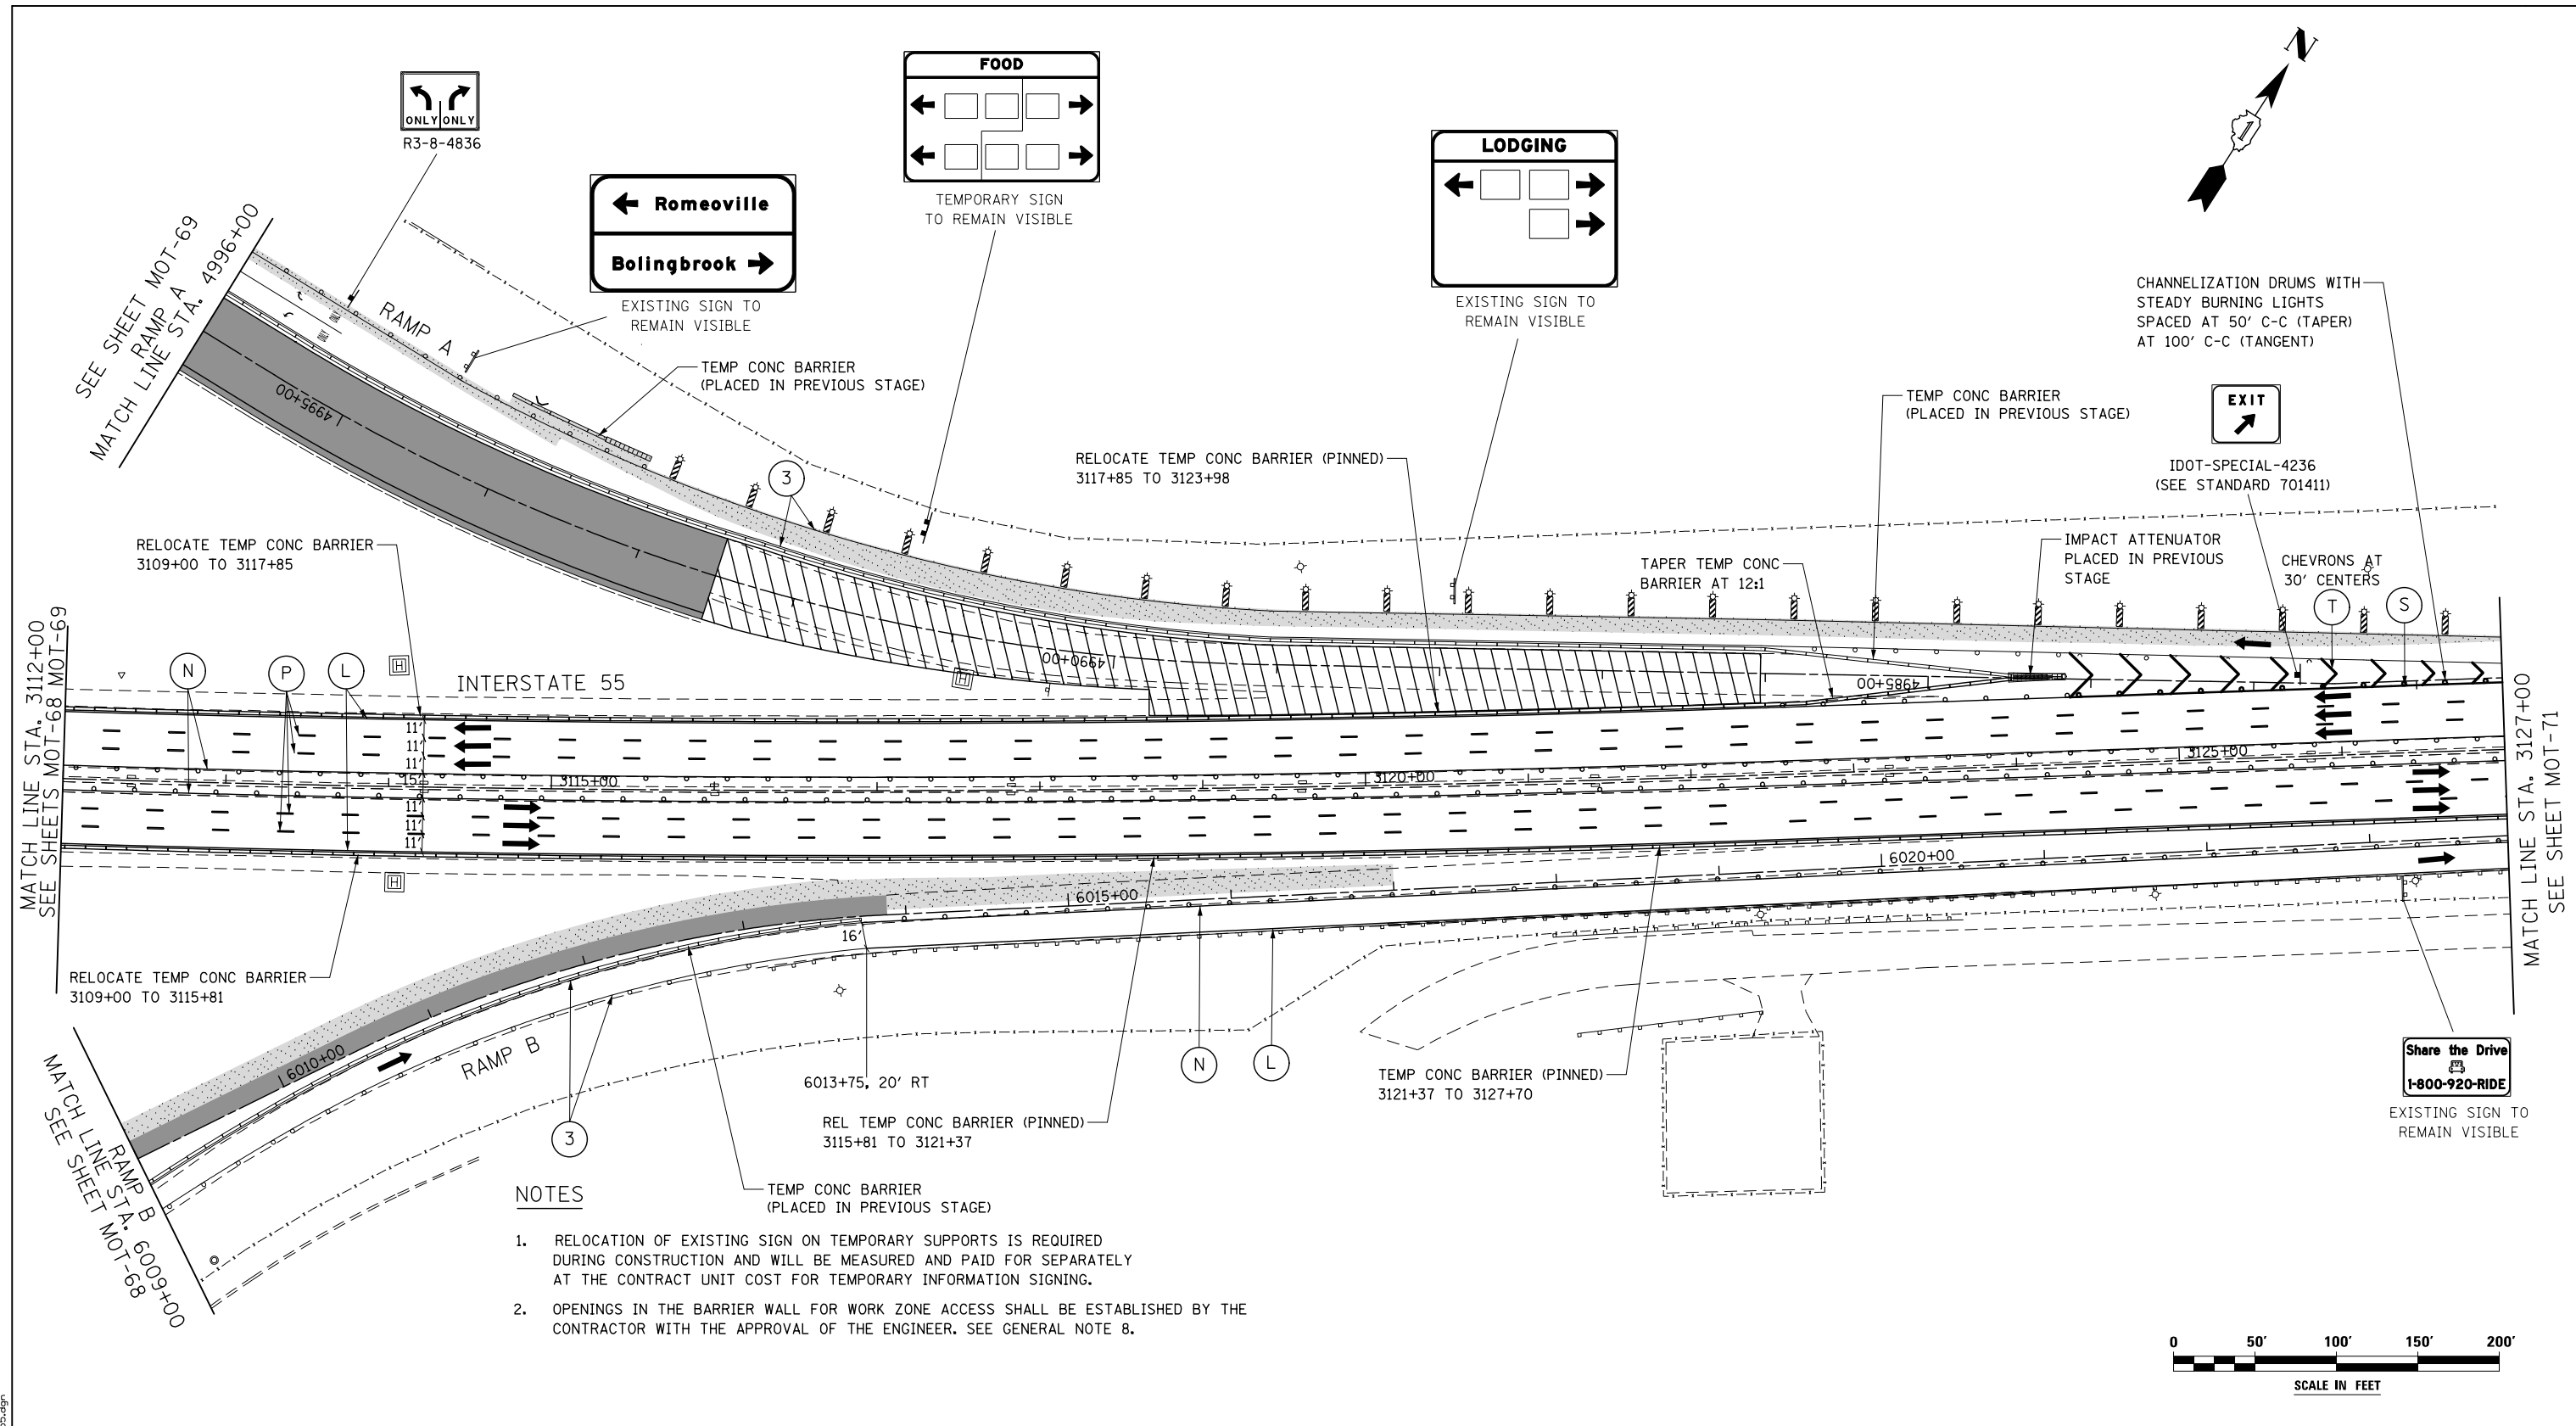 FOOD
ONLY ONLY
R3-8-4836
← Romeoville
Bolingbrook →
EXISTING SIGN TO
REMAIN VISIBLE
TEMPORARY SIGN
TO REMAIN VISIBLE
LODGING
EXISTING SIGN TO
REMAIN VISIBLE
N
1
CHANNELIZATION DRUMS WITH
STEADY BURNING LIGHTS
SPACED AT 50' C-C (TAPER)
AT 100' C-C (TANGENT)
EXIT
IDOT-SPECIAL-4236
(SEE STANDARD 701411)
SEE SHEET MOT-69
RAMP A
MATCH LINE STA. 4996+00
RAMP A
TEMP CONC BARRIER
(PLACED IN PREVIOUS STAGE)
TEMP CONC BARRIER
(PLACED IN PREVIOUS STAGE)
4995+00
3
RELOCATE TEMP CONC BARRIER (PINNED)
3117+85 TO 3123+98
RELOCATE TEMP CONC BARRIER
3109+00 TO 3117+85
TAPER TEMP CONC
BARRIER AT 12:1
IMPACT ATTENUATOR
PLACED IN PREVIOUS
STAGE
CHEVRONS AT
30' CENTERS
T
S
MATCH LINE STA. 3112+00
SEE SHEETS MOT-68 MOT-69
N
P
L
H
INTERSTATE 55
H
4990+00
4985+00
11'
11'
11'
15'
3115+00
3120+00
3125+00
11'
11'
11'
H
6015+00
6020+00
MATCH LINE STA. 3127+00
SEE SHEET MOT-71
16'
RELOCATE TEMP CONC BARRIER
3109+00 TO 3115+81
6010+00
RAMP B
6013+75, 20' RT
N
L
TEMP CONC BARRIER (PINNED)
3121+37 TO 3127+70
Share the Drive
1-800-920-RIDE
EXISTING SIGN TO
REMAIN VISIBLE
3
REL TEMP CONC BARRIER (PINNED)
3115+81 TO 3121+37
RAMP B
MATCH LINE STA. 6009+00
SEE SHEET MOT-68
TEMP CONC BARRIER
(PLACED IN PREVIOUS STAGE)
NOTES
1. RELOCATION OF EXISTING SIGN ON TEMPORARY SUPPORTS IS REQUIRED
DURING CONSTRUCTION AND WILL BE MEASURED AND PAID FOR SEPARATELY
AT THE CONTRACT UNIT COST FOR TEMPORARY INFORMATION SIGNING.
2. OPENINGS IN THE BARRIER WALL FOR WORK ZONE ACCESS SHALL BE ESTABLISHED BY THE
CONTRACTOR WITH THE APPROVAL OF THE ENGINEER. SEE GENERAL NOTE 8.
0 50' 100' 150' 200'
SCALE IN FEET